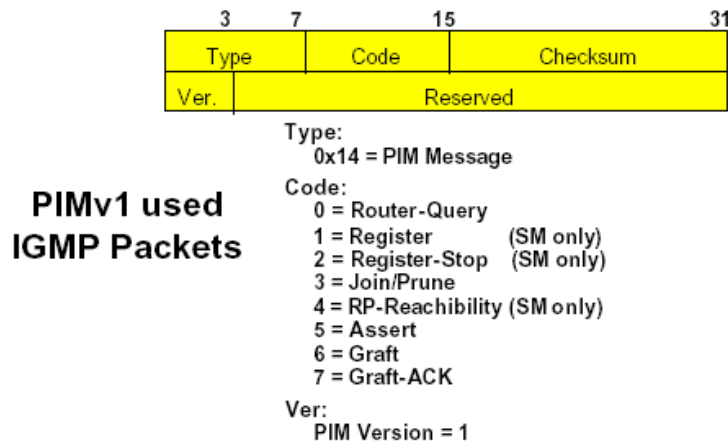 3 7 15 31
Type Code Checksum
Ver. Reserved
PIMv1 used
IGMP Packets
Type:
0x14 = PIM Message
Code:
0 = Router-Query
1 = Register (SM only)
2 = Register-Stop (SM only)
3 = Join/Prune
4 = RP-Reachibility (SM only)
5 = Assert
6 = Graft
7 = Graft-ACK
Ver:
PIM Version = 1